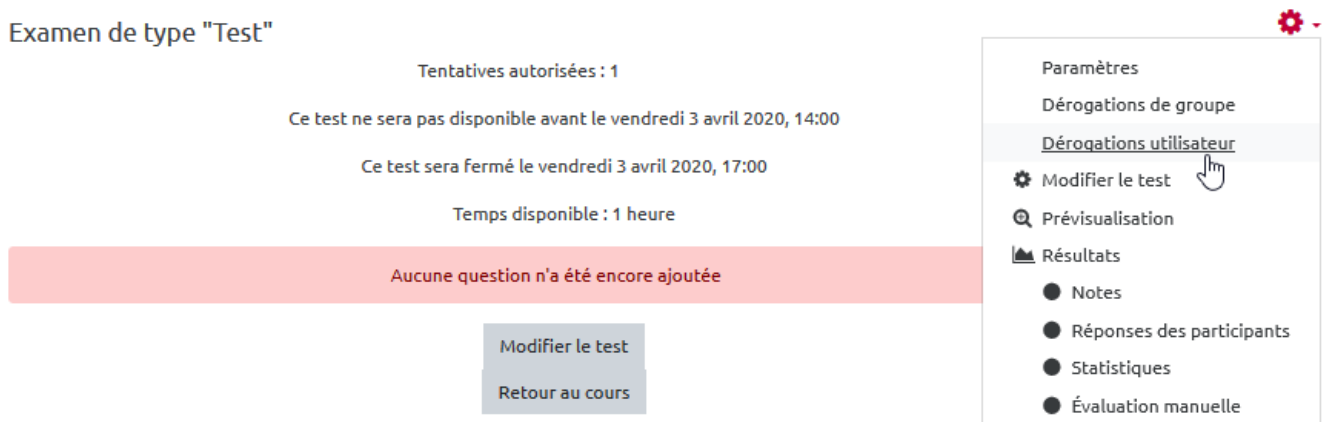 Examen de type "Test"
Tentatives autorisées : 1
Ce test ne sera pas disponible avant le vendredi 3 avril 2020, 14:00
Ce test sera fermé le vendredi 3 avril 2020, 17:00
Temps disponible : 1 heure
Aucune question n'a été encore ajoutée
Modifier le test
Retour au cours
Paramètres
Dérogations de groupe
Dérogations utilisateur
Modifier le test
Prévisualisation
Résultats
Notes
Réponses des participants
Statistiques
Évaluation manuelle